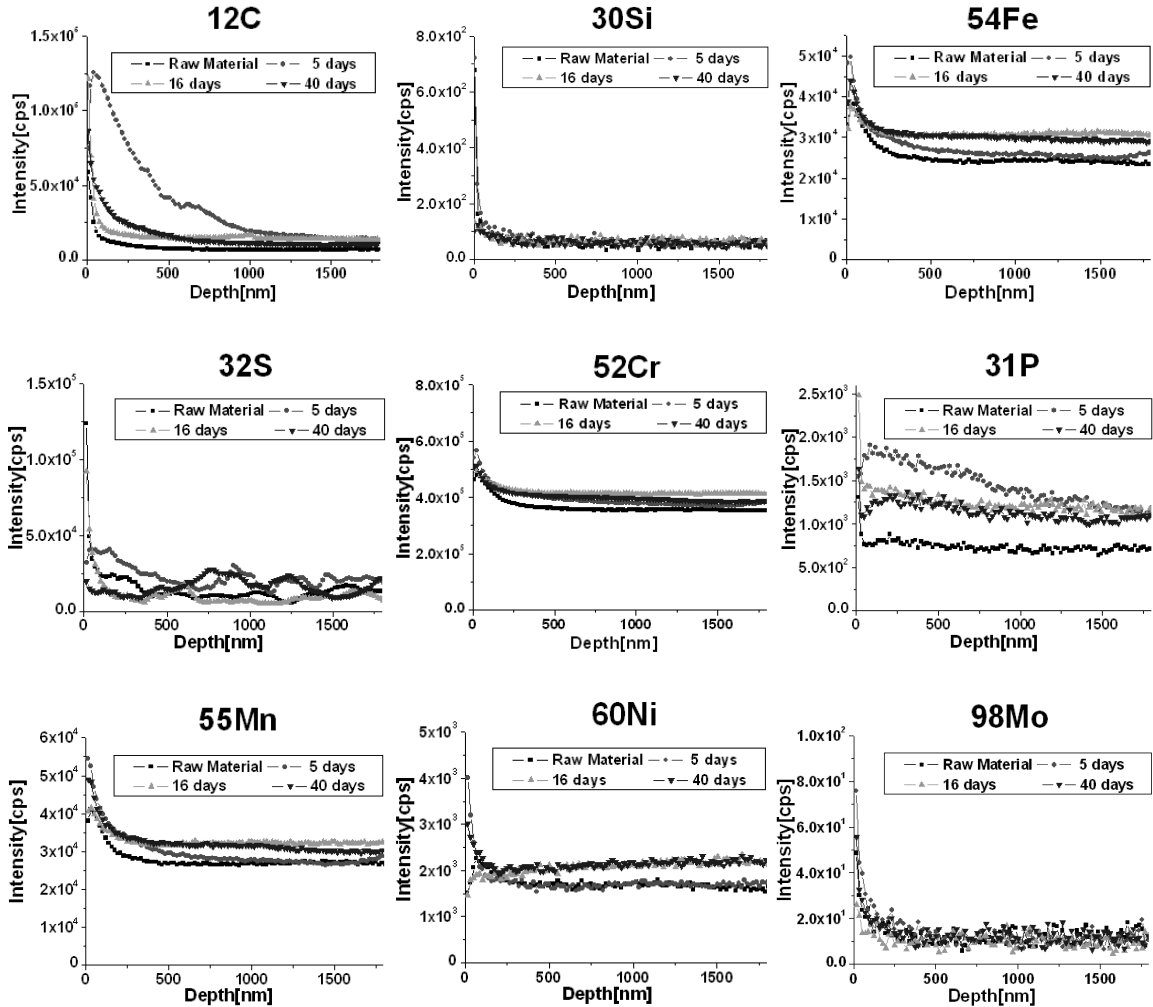 12C
1.5x10⁵
1.0x10⁵
5.0x10⁴
0.0
Intensity[cps]
Raw Material
5 days
16 days
40 days
0
500
1000
1500
Depth[nm]
30Si
8.0x10²
6.0x10²
4.0x10²
2.0x10²
0.0
Intensity[cps]
Raw Material
5 days
16 days
40 days
0
500
1000
1500
Depth[nm]
54Fe
5x10⁴
4x10⁴
3x10⁴
2x10⁴
1x10⁴
0
Intensity[cps]
Raw Material
5 days
16 days
40 days
0
500
1000
1500
Depth[nm]
32S
1.5x10⁵
1.0x10⁵
5.0x10⁴
0.0
Intensity[cps]
Raw Material
5 days
16 days
40 days
0
500
1000
1500
Depth[nm]
52Cr
8.0x10⁵
6.0x10⁵
4.0x10⁵
2.0x10⁵
0.0
Intensity[cps]
Raw Material
5 days
16 days
40 days
0
500
1000
1500
Depth[nm]
31P
2.5x10³
2.0x10³
1.5x10³
1.0x10³
5.0x10²
0.0
Intensity[cps]
Raw Material
5 days
16 days
40 days
0
500
1000
1500
Depth[nm]
55Mn
6x10⁴
5x10⁴
4x10⁴
3x10⁴
2x10⁴
1x10⁴
0
Intensity[cps]
Raw Material
5 days
16 days
40 days
0
500
1000
1500
Depth[nm]
60Ni
5x10³
4x10³
3x10³
2x10³
1x10³
0
Intensity[cps]
Raw Material
5 days
16 days
40 days
0
500
1000
1500
Depth[nm]
98Mo
1.0x10²
8.0x10¹
6.0x10¹
4.0x10¹
2.0x10¹
0.0
Intensity[cps]
Raw Material
5 days
16 days
40 days
0
500
1000
1500
Depth[nm]